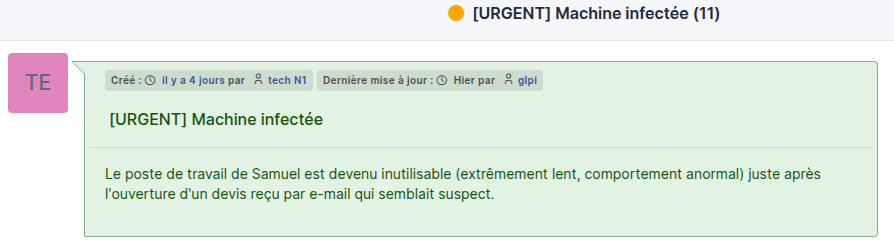 [URGENT] Machine infectée (11)
TE
Créé : il y a 4 jours par tech N1 Dernière mise à jour : Hier par glpi
[URGENT] Machine infectée
Le poste de travail de Samuel est devenu inutilisable (extrêmement lent, comportement anormal) juste après
l'ouverture d'un devis reçu par e-mail qui semblait suspect.